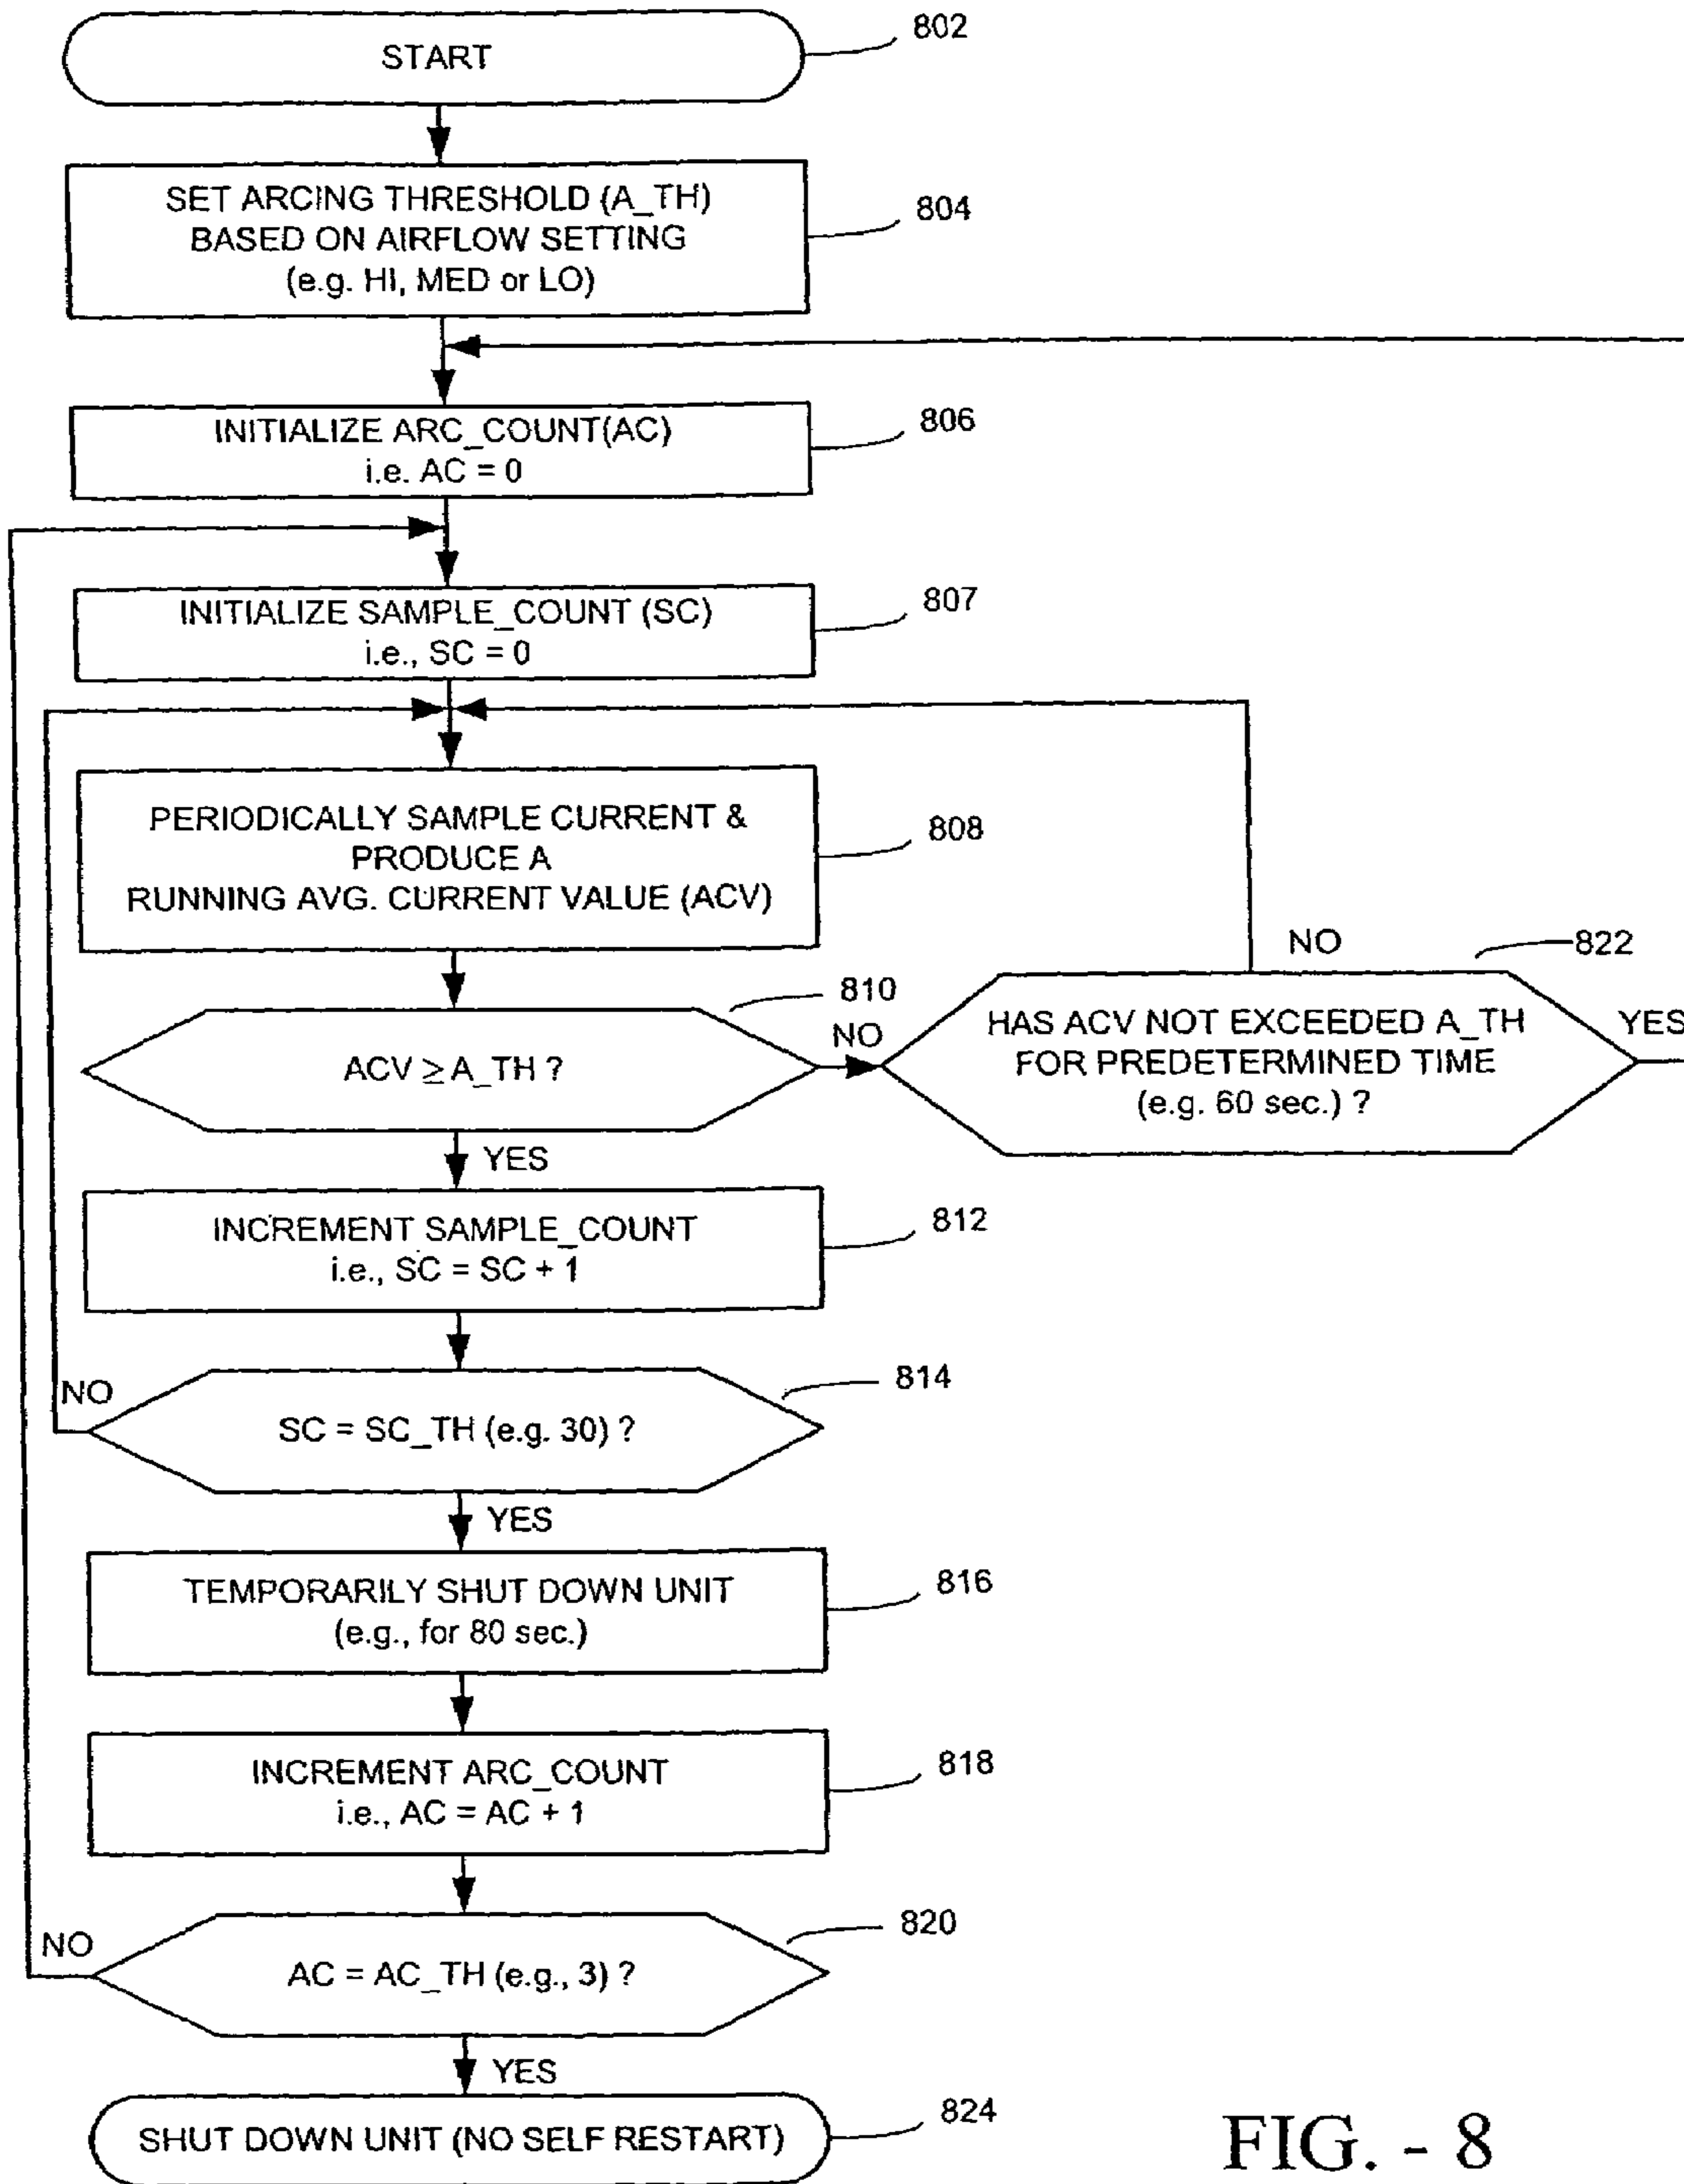 START
802
SET ARCING THRESHOLD (A_TH)
BASED ON AIRFLOW SETTING
(e.g. HI, MED or LO)
804
INITIALIZE ARC_COUNT(AC)
i.e. AC = 0
806
INITIALIZE SAMPLE_COUNT (SC)
i.e., SC = 0
807
PERIODICALLY SAMPLE CURRENT &
PRODUCE A
RUNNING AVG. CURRENT VALUE (ACV)
808
ACV ≥ A_TH ?
810
NO
HAS ACV NOT EXCEEDED A_TH
FOR PREDETERMINED TIME
(e.g. 60 sec.) ?
822
NO
YES
YES
INCREMENT SAMPLE_COUNT
i.e., SC = SC + 1
812
SC = SC_TH (e.g. 30) ?
814
NO
YES
TEMPORARILY SHUT DOWN UNIT
(e.g., for 80 sec.)
816
INCREMENT ARC_COUNT
i.e., AC = AC + 1
818
AC = AC_TH (e.g., 3) ?
820
NO
YES
SHUT DOWN UNIT (NO SELF RESTART)
824
FIG. - 8